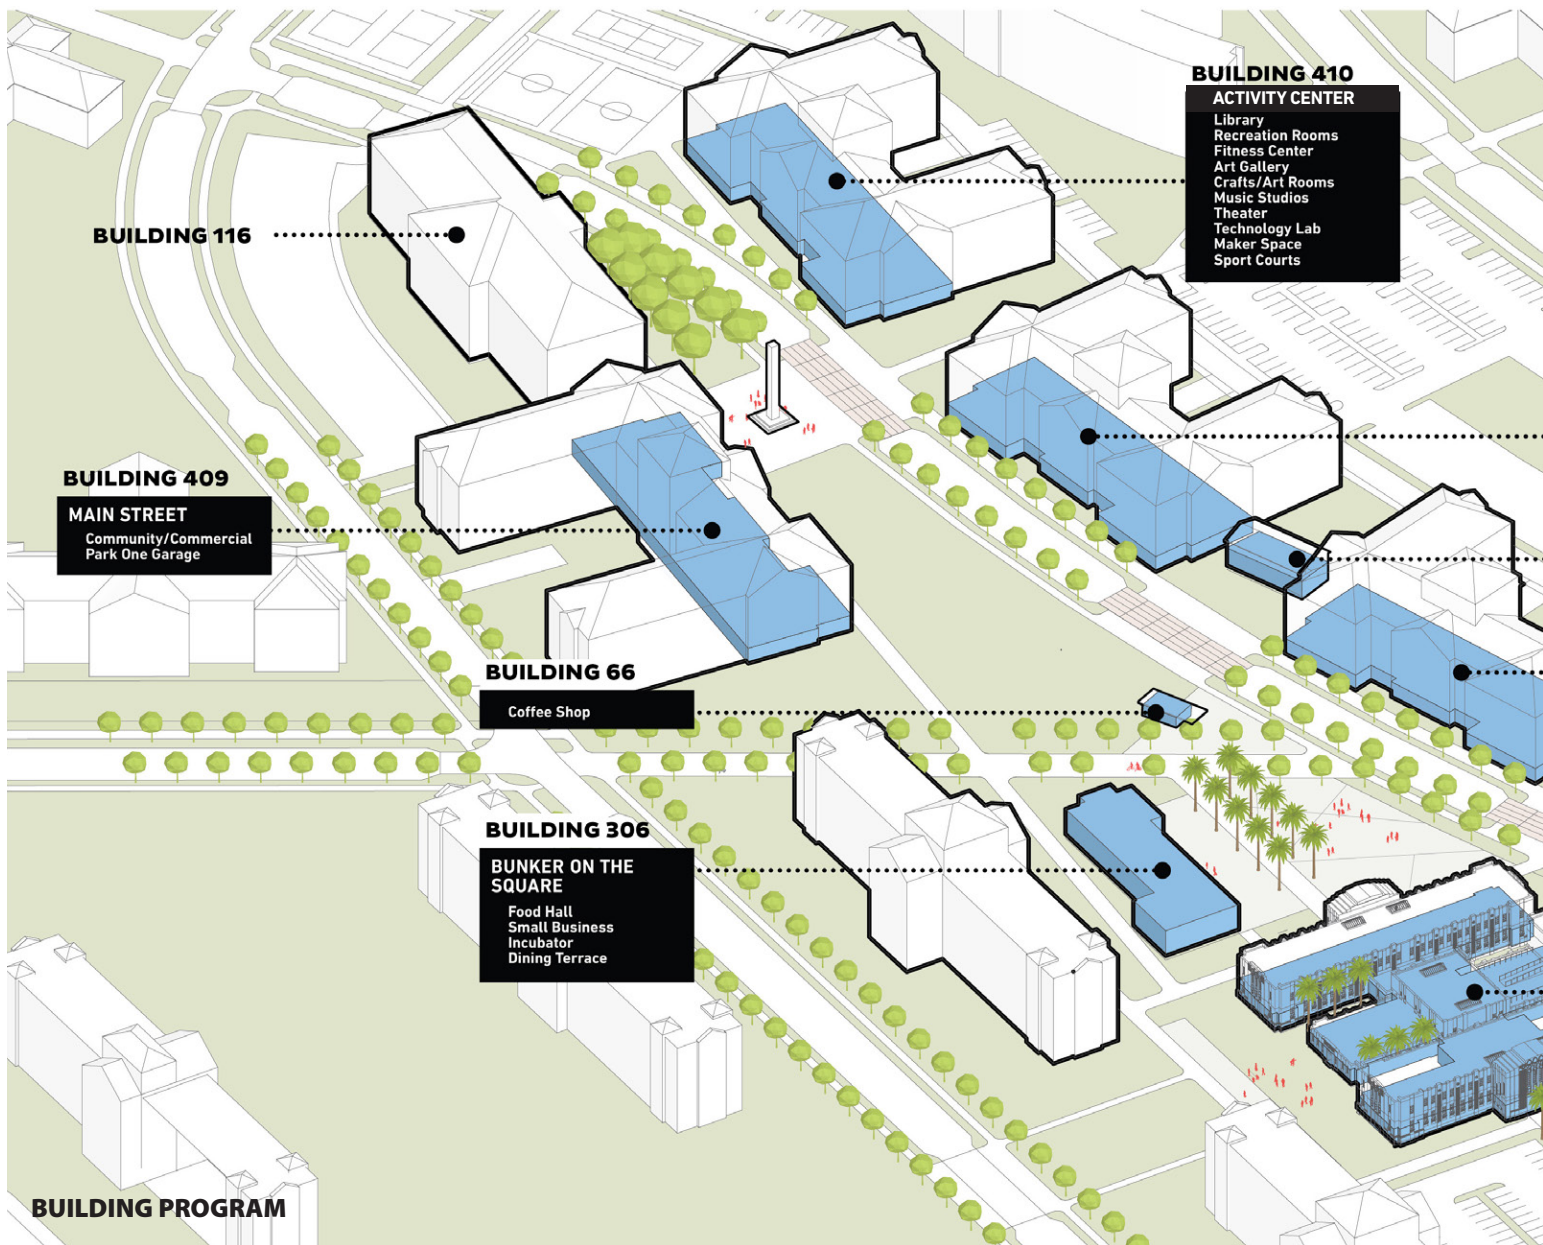 BUILDING 410
ACTIVITY CENTER
Library
Recreation Rooms
Fitness Center
Art Gallery
Crafts/Art Rooms
Music Studios
Theater
Technology Lab
Maker Space
Sport Courts
BUILDING 116
BUILDING 409
MAIN STREET
Community/Commercial
Park One Garage
BUILDING 66
Coffee Shop
BUILDING 306
BUNKER ON THE
SQUARE
Food Hall
Small Business
Incubator
Dining Terrace
BUILDING PROGRAM